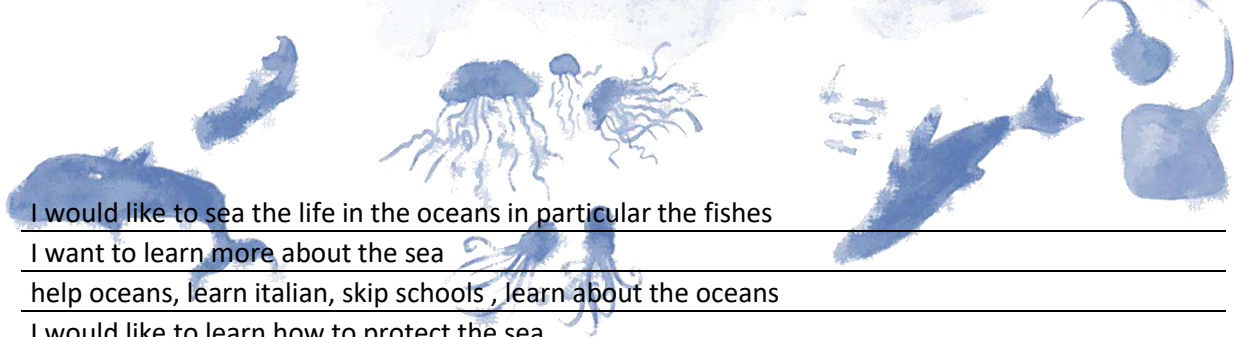 I would like to sea the life in the oceans in particular the fishes
I want to learn more about the sea
help oceans, learn italian, skip schools , learn about the oceans
I would like to learn how to protect the sea